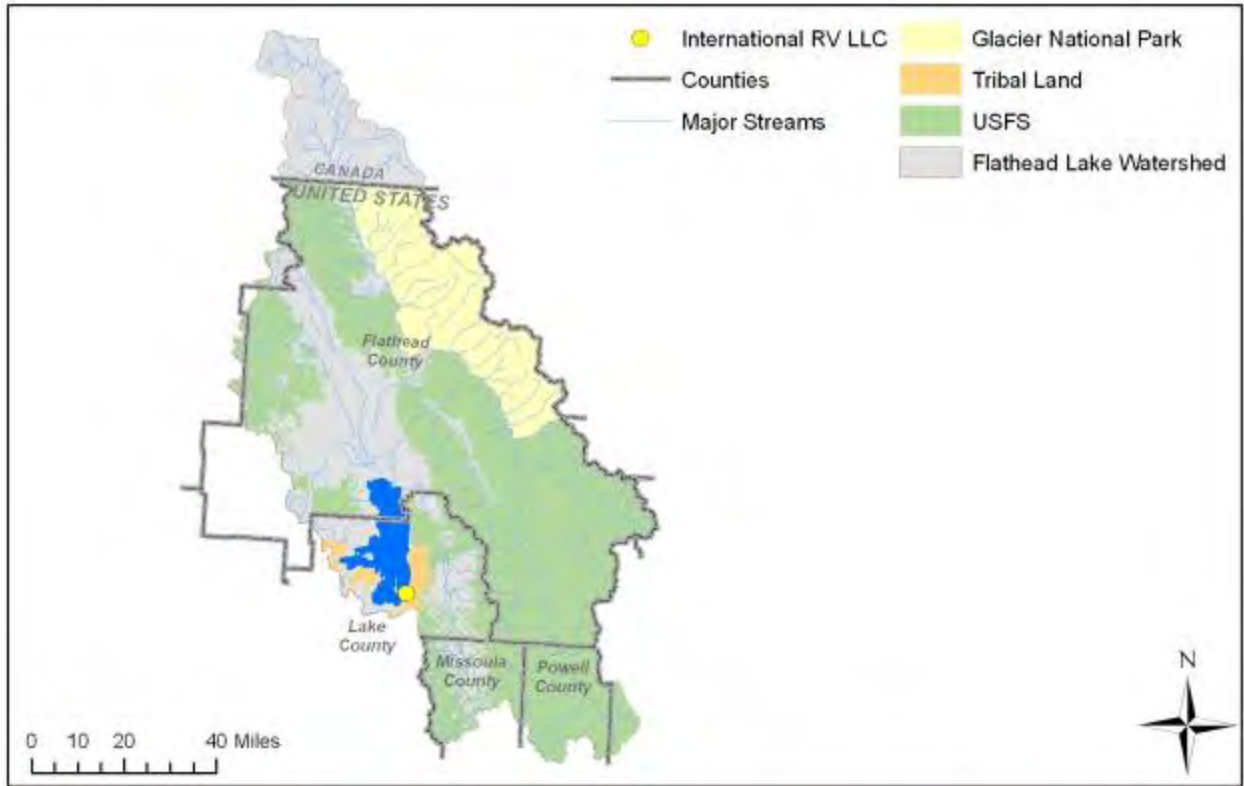 International RV LLC
Counties
Major Streams
Glacier National Park
Tribal Land
USFS
Flathead Lake Watershed
CANADA
UNITED STATES
Flathead
County
Lake
County
Missoula
County
Powell
County
N
0 10 20 40 Miles